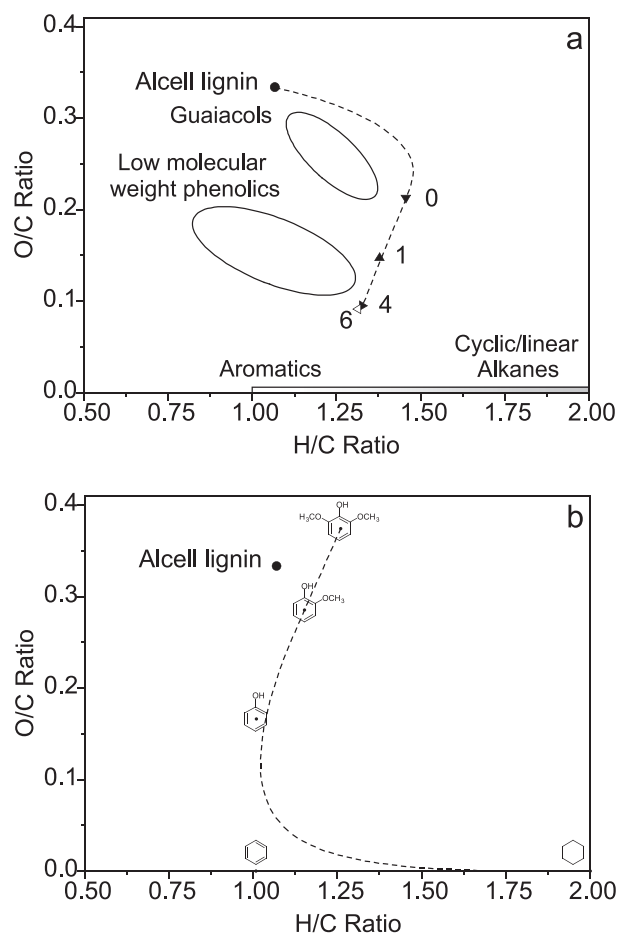 a
0.4
0.3
0.2
0.1
0.0
O/C Ratio
Alcell lignin
Guaiacols
Low molecular
weight phenolics
0
1
4
6
Aromatics
Cyclic/linear
Alkanes
0.50 0.75 1.00 1.25 1.50 1.75 2.00
H/C Ratio
b
0.4
0.3
0.2
0.1
0.0
O/C Ratio
OH
H₃CO OCH₃
Alcell lignin
OH
OCH₃
OH
0.50 0.75 1.00 1.25 1.50 1.75 2.00
H/C Ratio